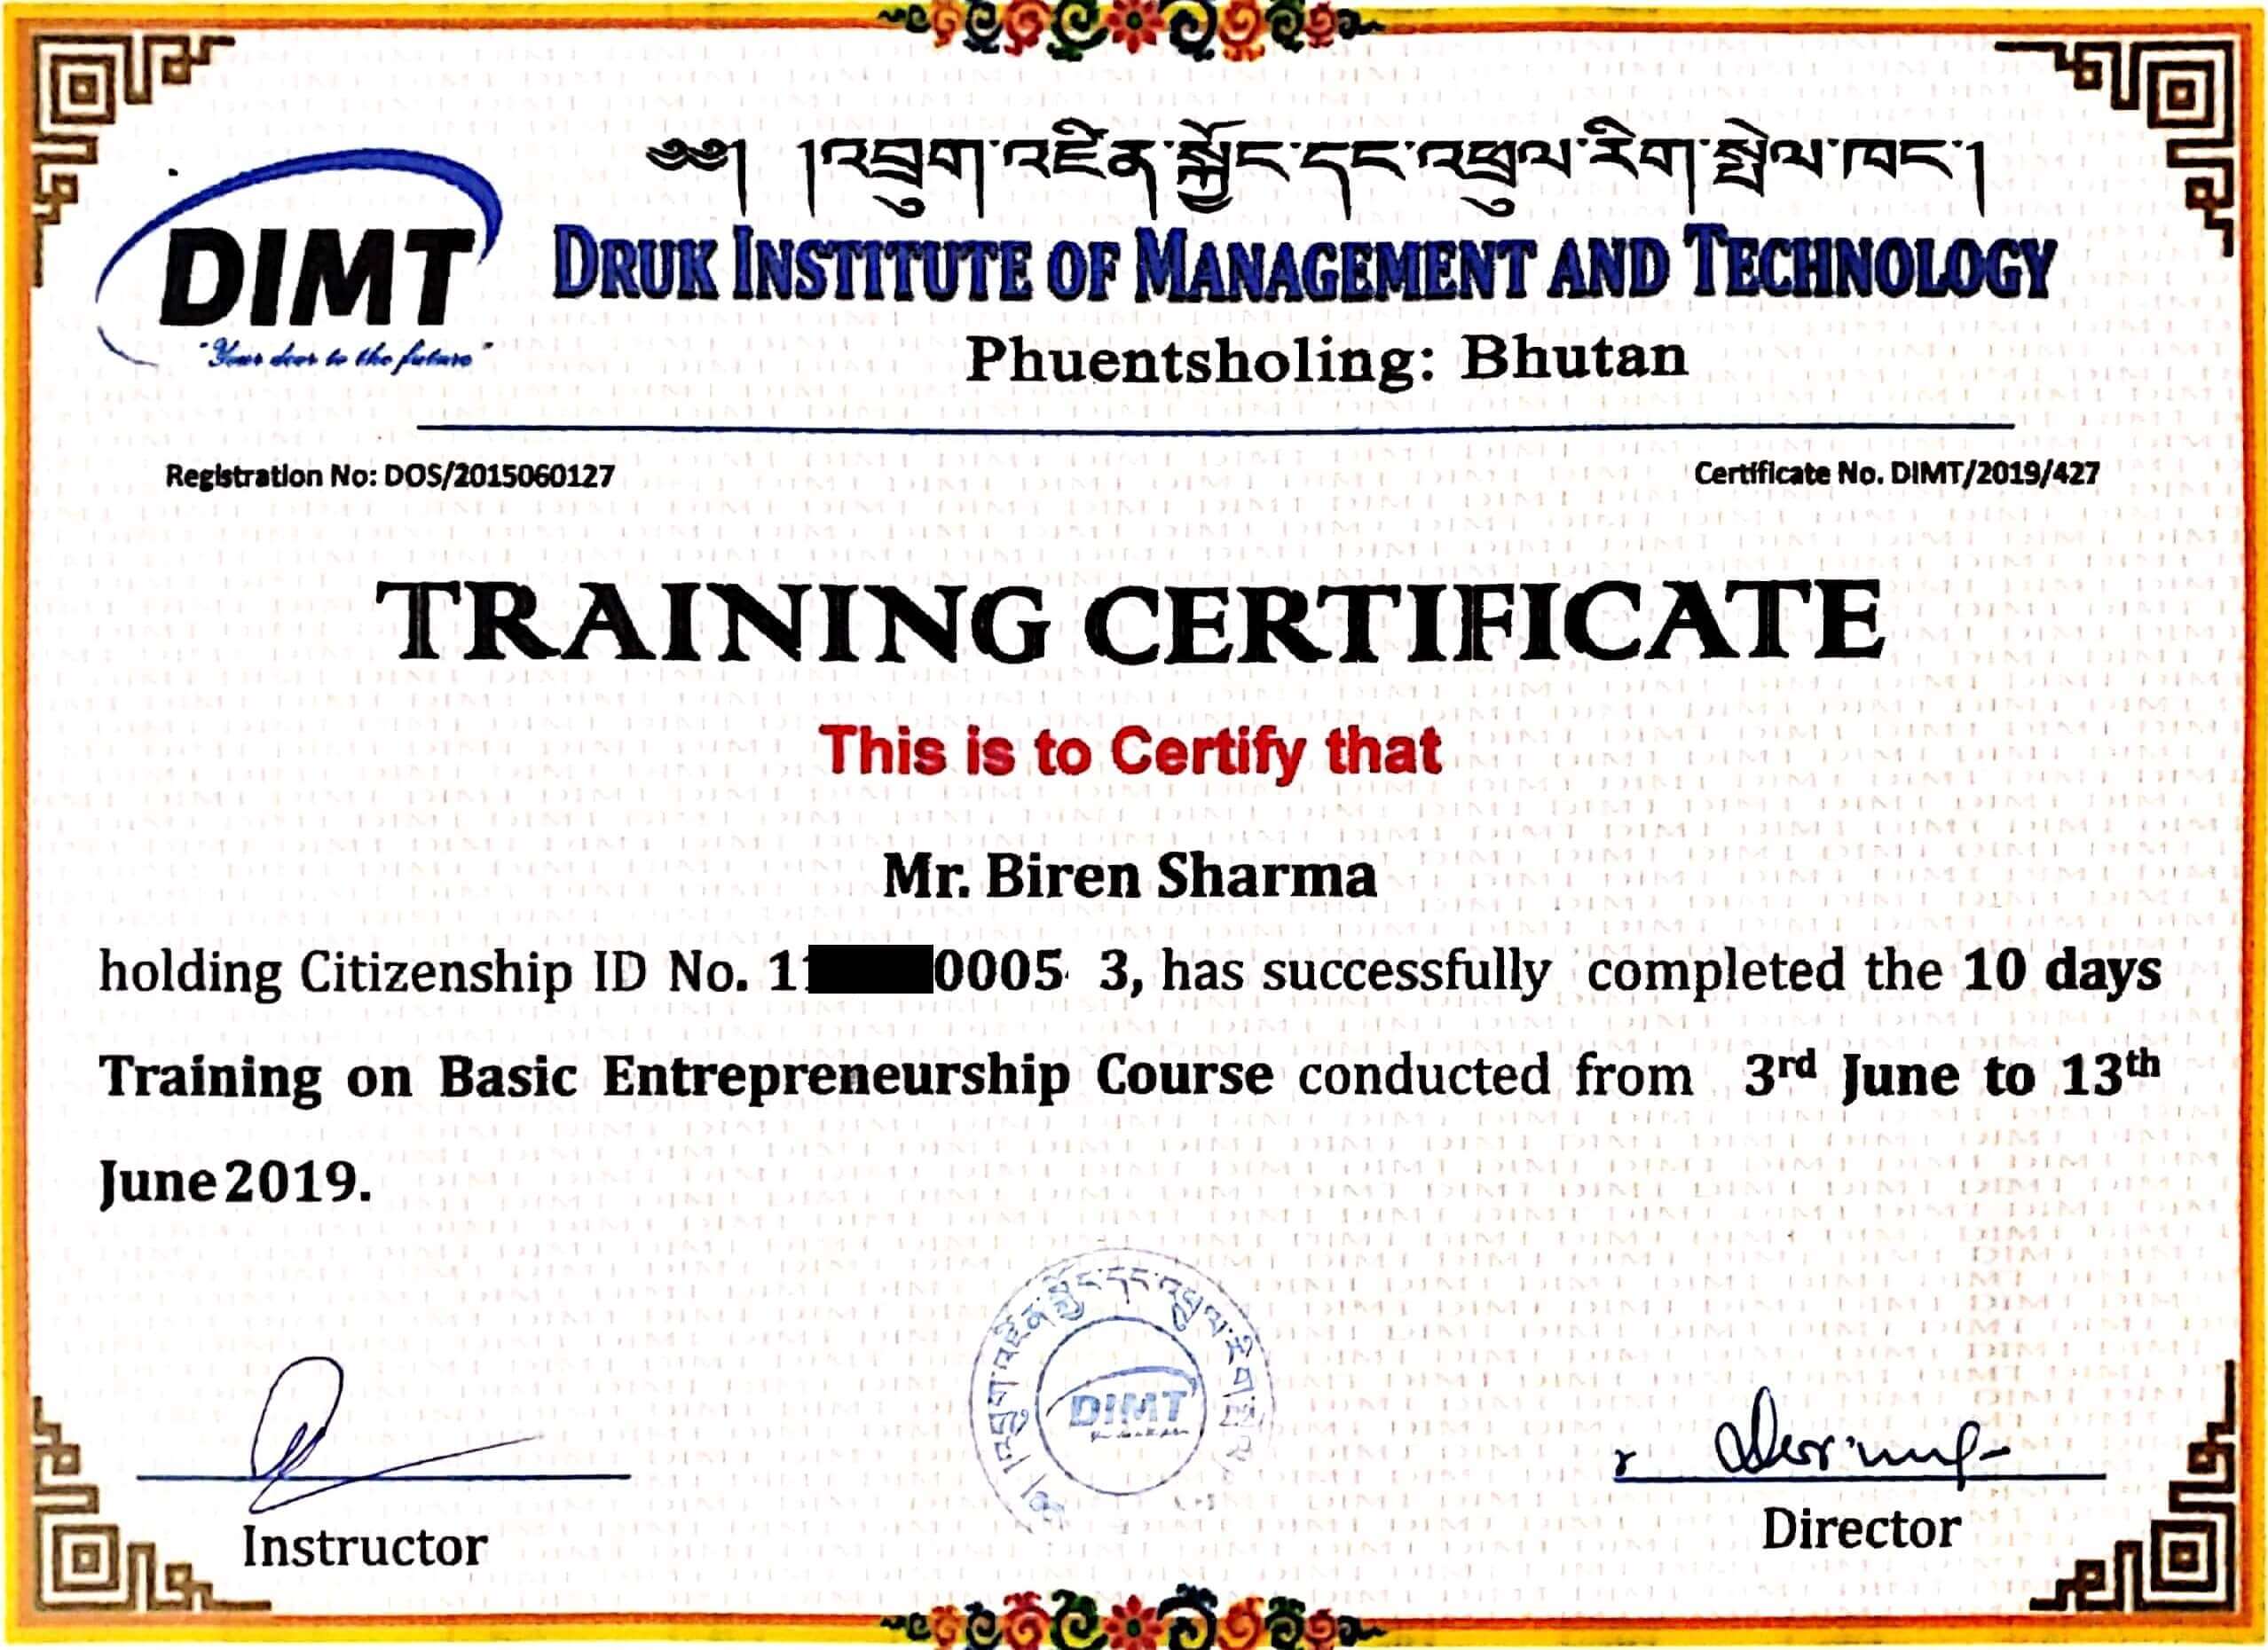 ༄༅། །འབྲུག་འཛིན་སྐྱོང་དང་འཕྲུལ་རིག་སྤེལ་ཁང་།
DIMT
"Your door to the future"
DRUK INSTITUTE OF MANAGEMENT AND TECHNOLOGY
Phuentsholing: Bhutan
Registration No: DOS/2015060127
Certificate No. DIMT/2019/427
TRAINING CERTIFICATE
This is to Certify that
Mr. Biren Sharma
holding Citizenship ID No. 1 0005 3, has successfully completed the 10 days
Training on Basic Entrepreneurship Course conducted from 3rd June to 13th
June 2019.
DIMT
Instructor
Director